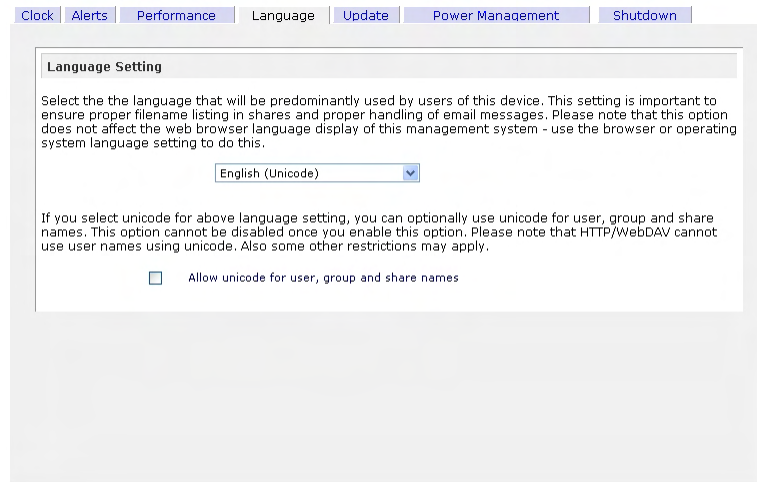 Clock Alerts Performance Language Update Power Management Shutdown
Language Setting
Select the the language that will be predominantly used by users of this device. This setting is important to
ensure proper filename listing in shares and proper handling of email messages. Please note that this option
does not affect the web browser language display of this management system - use the browser or operating
system language setting to do this.
English (Unicode)
If you select unicode for above language setting, you can optionally use unicode for user, group and share
names. This option cannot be disabled once you enable this option. Please note that HTTP/WebDAV cannot
use user names using unicode. Also some other restrictions may apply.
Allow unicode for user, group and share names